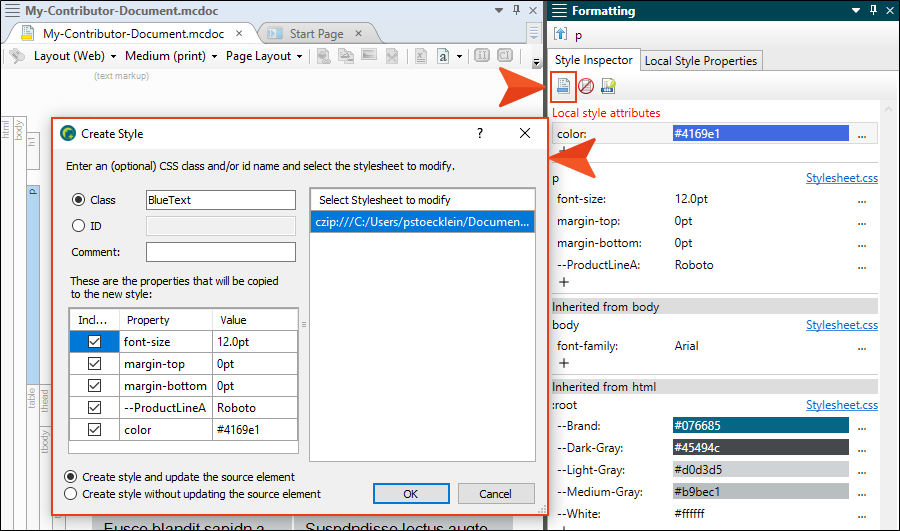 My-Contributor-Document.mcdoc
My-Contributor-Document.mcdoc
Start Page
Layout (Web)
Medium (print)
Page Layout
(text markup)
html
body
h1
p
table
thead
tbody
Create Style
Enter an (optional) CSS class and/or id name and select the stylesheet to modify.
Class
BlueText
ID
Comment:
Select Stylesheet to modify
czip:///C:/Users/pstoecklein/Documen...
These are the properties that will be copied
to the new style:
Incl... Property Value
font-size 12.0pt
margin-top 0pt
margin-bottom 0pt
--ProductLineA Roboto
color #4169e1
Create style and update the source element
Create style without updating the source element
OK
Cancel
Formatting
p
Style Inspector
Local Style Properties
Local style attributes
color: #4169e1 ...
p Stylesheet.css
font-size: 12.0pt ...
margin-top: 0pt ...
margin-bottom: 0pt ...
--ProductLineA: Roboto ...
Inherited from body
body Stylesheet.css
font-family: Arial ...
Inherited from html
:root Stylesheet.css
--Brand: #076685 ...
--Dark-Gray: #45494c ...
--Light-Gray: #d0d3d5 ...
--Medium-Gray: #b9bec1 ...
--White: #ffffff ...